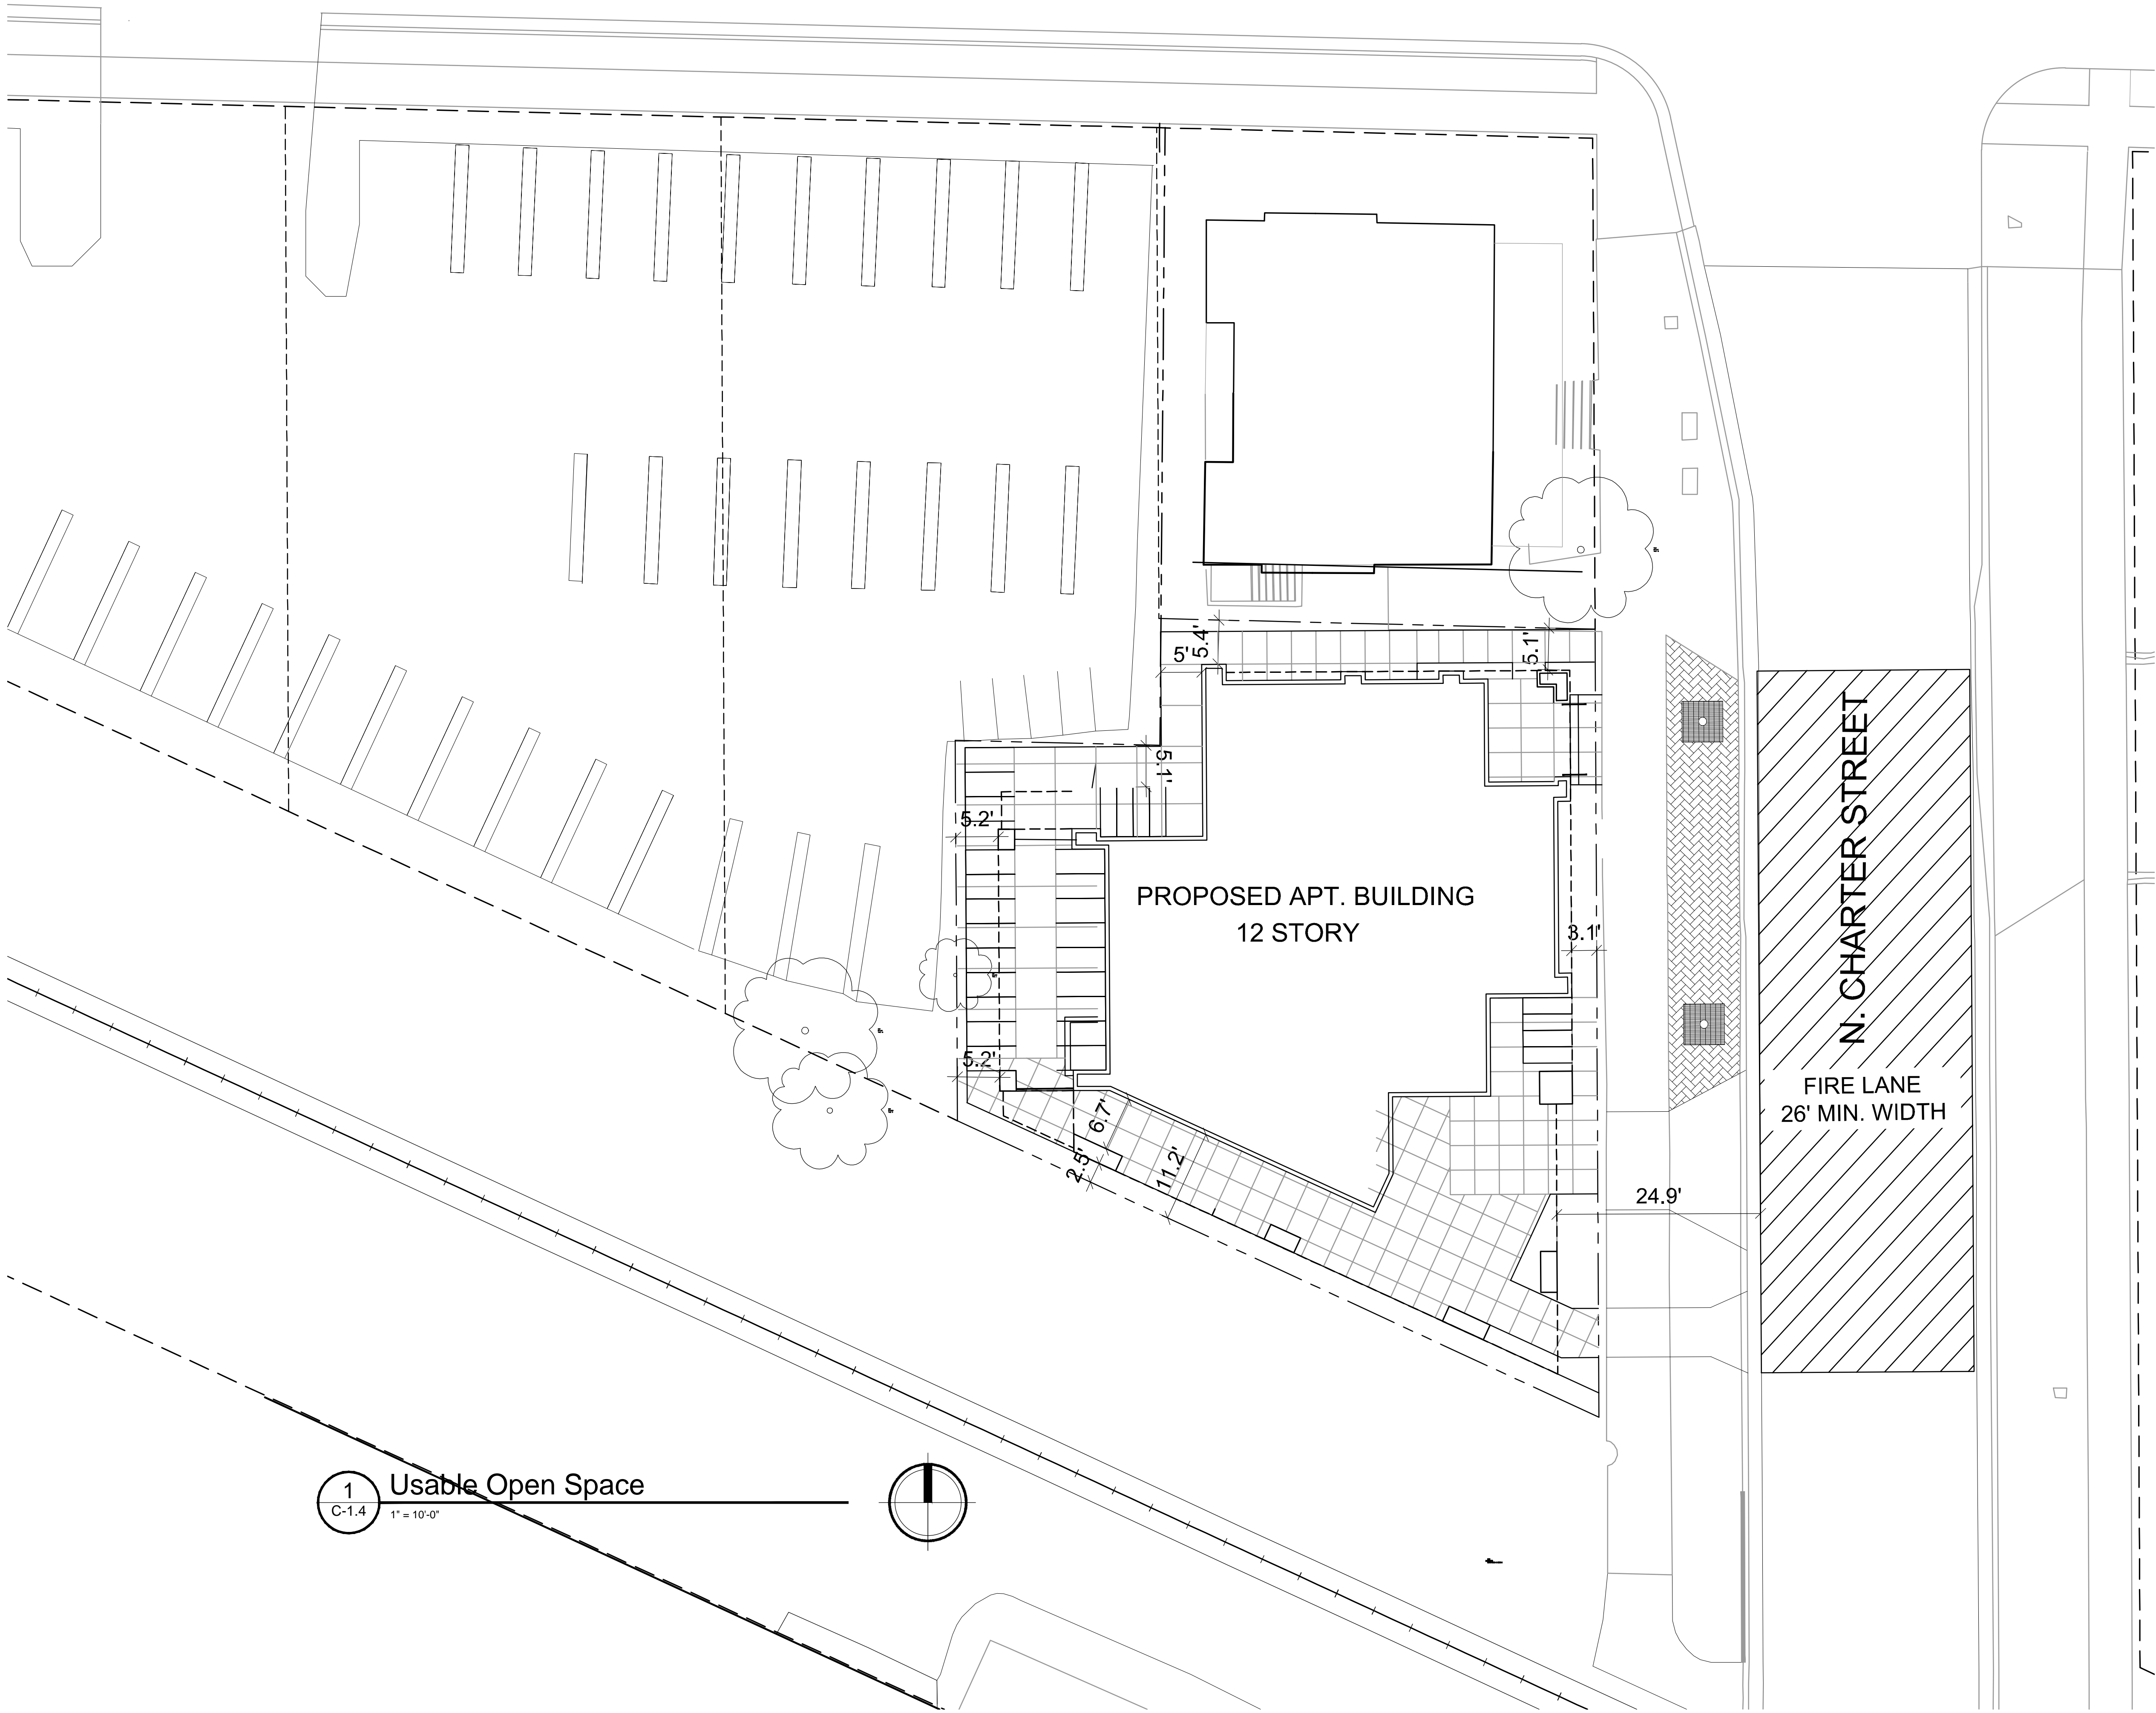 5.4'
5.1'
5'
5.1'
5.2'
PROPOSED APT. BUILDING
12 STORY
3.1'
N. CHARTER STREET
5.2'
FIRE LANE
26' MIN. WIDTH
6.7'
2.5'
11.2'
24.9'
1
C-1.4
Usable Open Space
1" = 10'-0"